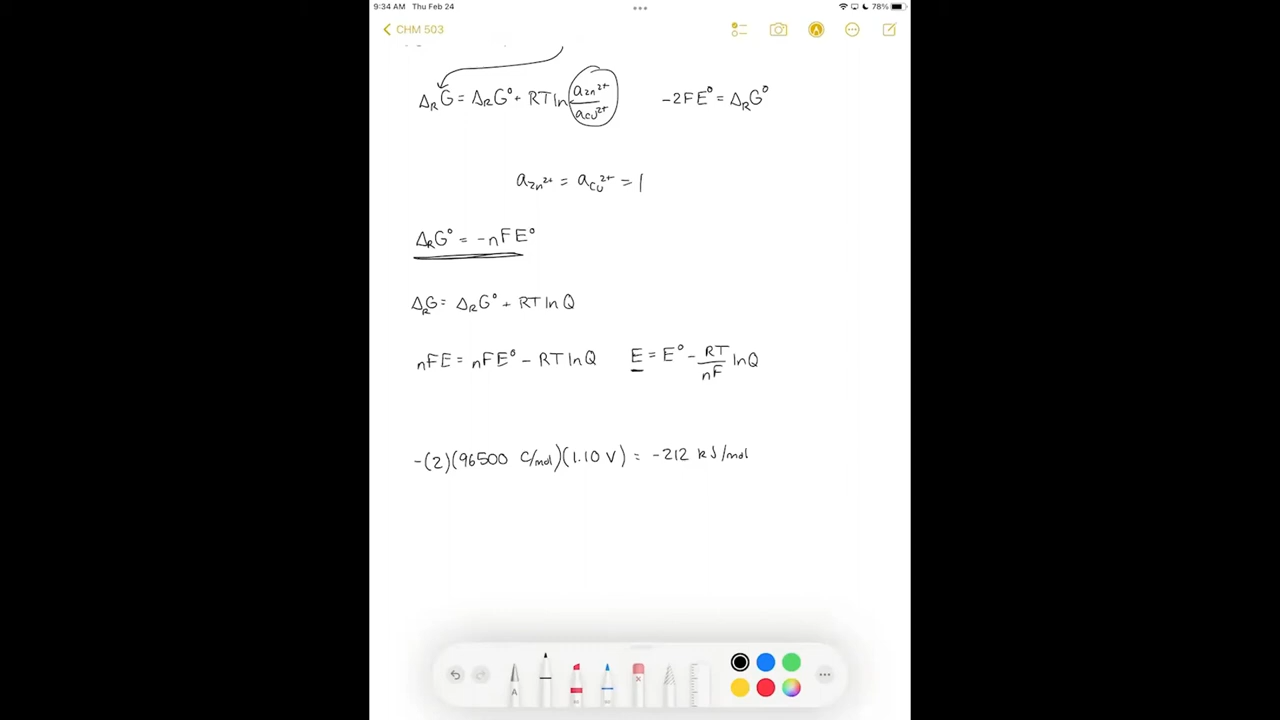 9:34 AM Thu Feb 24
78%
CHM 503
ΔRG = ΔRG° + RT ln aZn²⁺/aCu²⁺ -2FE° = ΔRG°
aZn²⁺ = aCu²⁺ = 1
ΔRG° = -nFE°
ΔRG = ΔRG° + RT ln Q
nFE = nFE° - RT ln Q E = E° - RT/nF ln Q
-(2)(96500 C/mol)(1.10 V) = -212 kJ/mol
A